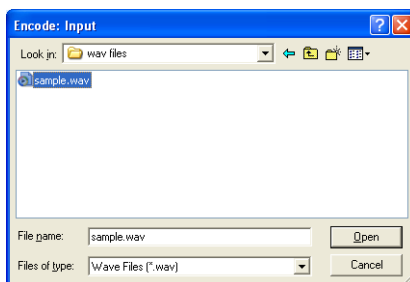 Encode: Input
Look in: wav files
sample.wav
File name: sample.wav Open
Files of type: Wave Files (*.wav) Cancel